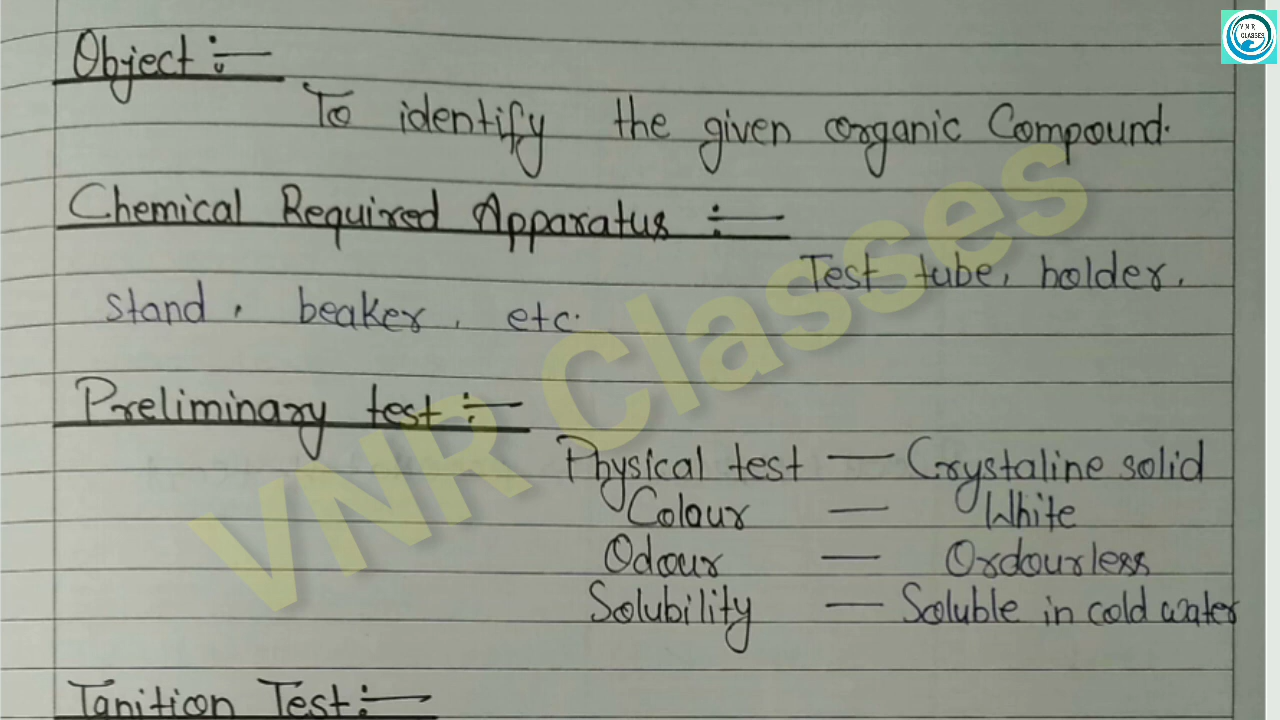 Object :-
To identify the given organic Compound.
Chemical Required Apparatus :-
Test tube, holder,
stand, beaker, etc.
Preliminary test :-
Physical test — Crystaline solid
Colour — White
Odour — Ordourless
Solubility — Soluble in cold water
Ignition Test :-
VNR Classes
VNR
CLASSES